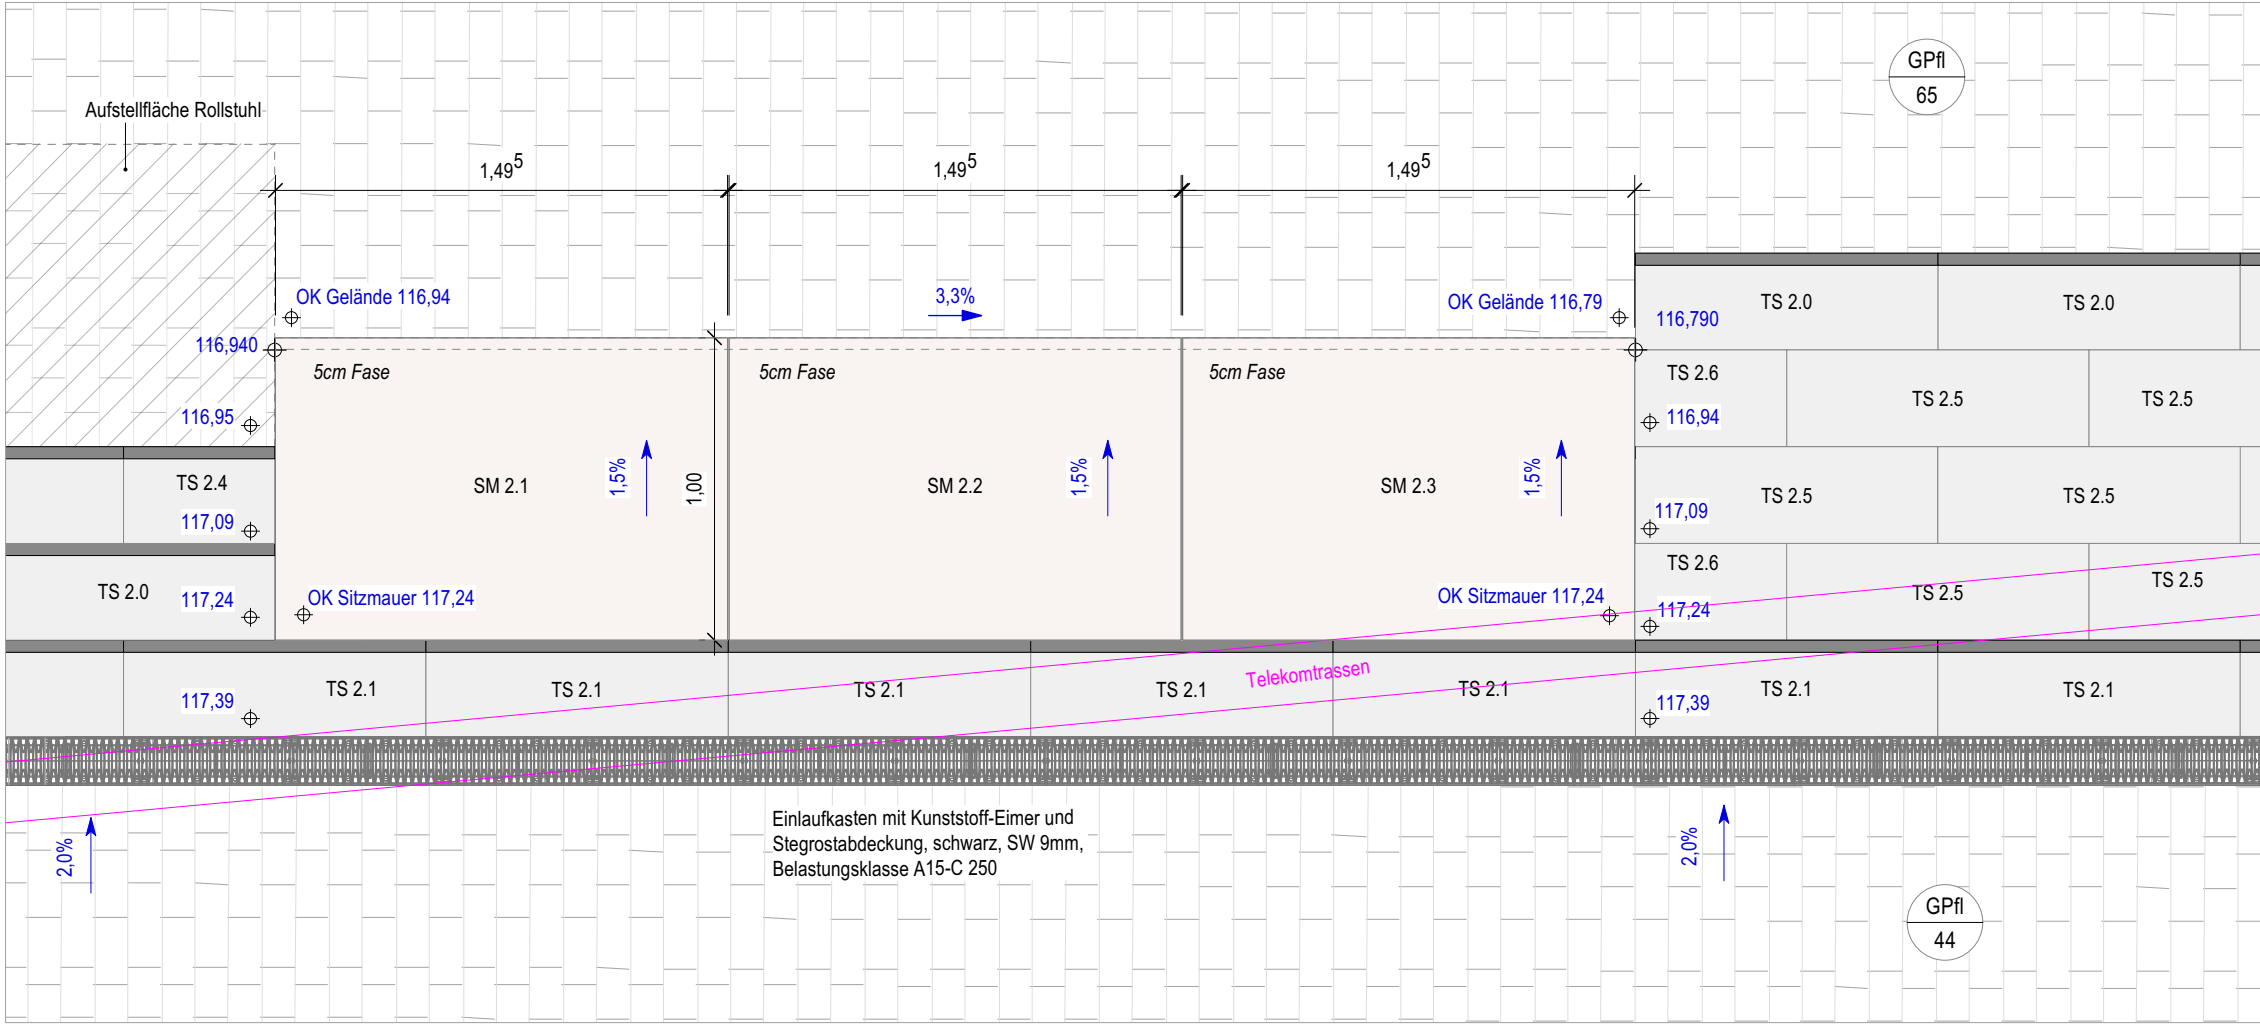 GPfl
65
Aufstellfläche Rollstuhl
1,49⁵
1,49⁵
1,49⁵
OK Gelände 116,94
3,3%
OK Gelände 116,79
116,790
TS 2.0
TS 2.0
116,940
5cm Fase
5cm Fase
5cm Fase
TS 2.6
TS 2.5
TS 2.5
116,95
116,94
TS 2.4
SM 2.1
1,5%
1,00
SM 2.2
1,5%
SM 2.3
1,5%
TS 2.5
TS 2.5
117,09
117,09
TS 2.6
TS 2.0
117,24
OK Sitzmauer 117,24
OK Sitzmauer 117,24
117,24
TS 2.5
TS 2.5
117,39
TS 2.1
TS 2.1
TS 2.1
TS 2.1
Telekomtrassen
TS 2.1
117,39
TS 2.1
TS 2.1
2,0%
Einlaufkasten mit Kunststoff-Eimer und
Stegrostabdeckung, schwarz, SW 9mm,
Belastungsklasse A15-C 250
2,0%
GPfl
44